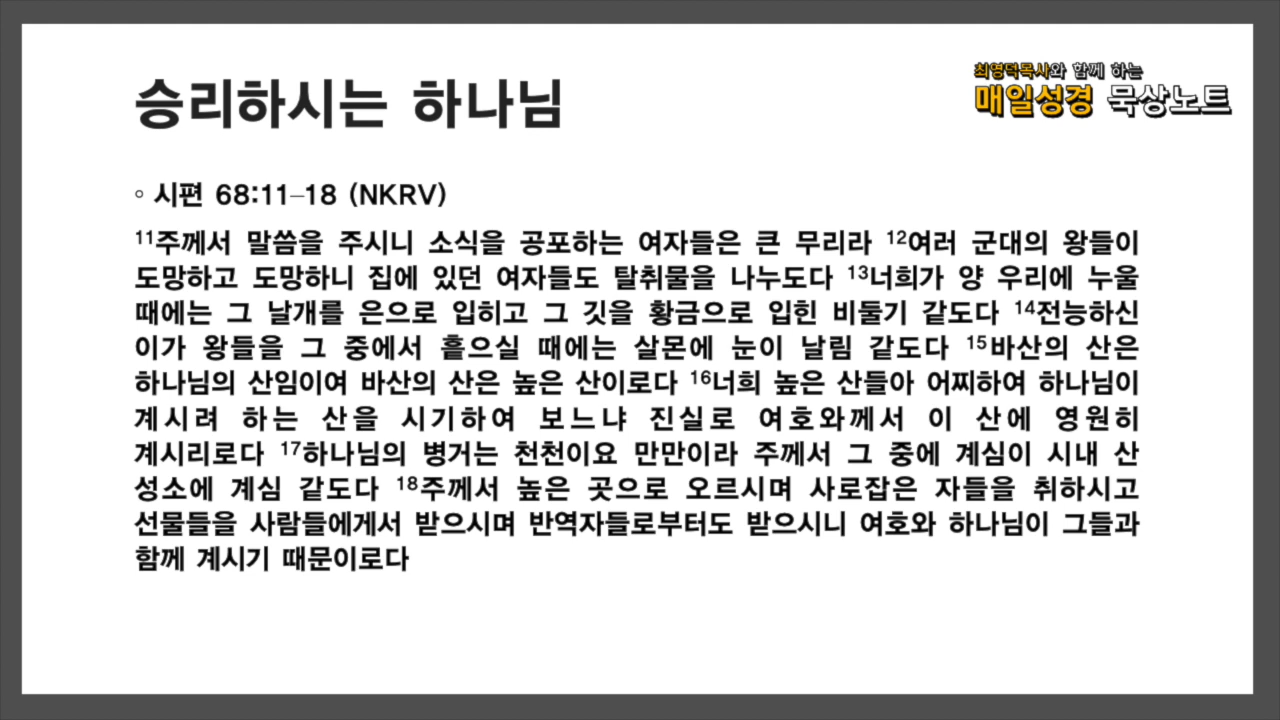 승리하시는 하나님
최영덕목사와 함께 하는
매일성경 묵상노트
◦ 시편 68:11–18 (NKRV)
¹¹주께서 말씀을 주시니 소식을 공포하는 여자들은 큰 무리라 ¹²여러 군대의 왕들이
도망하고 도망하니 집에 있던 여자들도 탈취물을 나누도다 ¹³너희가 양 우리에 누울
때에는 그 날개를 은으로 입히고 그 깃을 황금으로 입힌 비둘기 같도다 ¹⁴전능하신
이가 왕들을 그 중에서 흩으실 때에는 살몬에 눈이 날림 같도다 ¹⁵바산의 산은
하나님의 산임이여 바산의 산은 높은 산이로다 ¹⁶너희 높은 산들아 어찌하여 하나님이
계시려 하는 산을 시기하여 보느냐 진실로 여호와께서 이 산에 영원히
계시리로다 ¹⁷하나님의 병거는 천천이요 만만이라 주께서 그 중에 계심이 시내 산
성소에 계심 같도다 ¹⁸주께서 높은 곳으로 오르시며 사로잡은 자들을 취하시고
선물들을 사람들에게서 받으시며 반역자들로부터도 받으시니 여호와 하나님이 그들과
함께 계시기 때문이로다